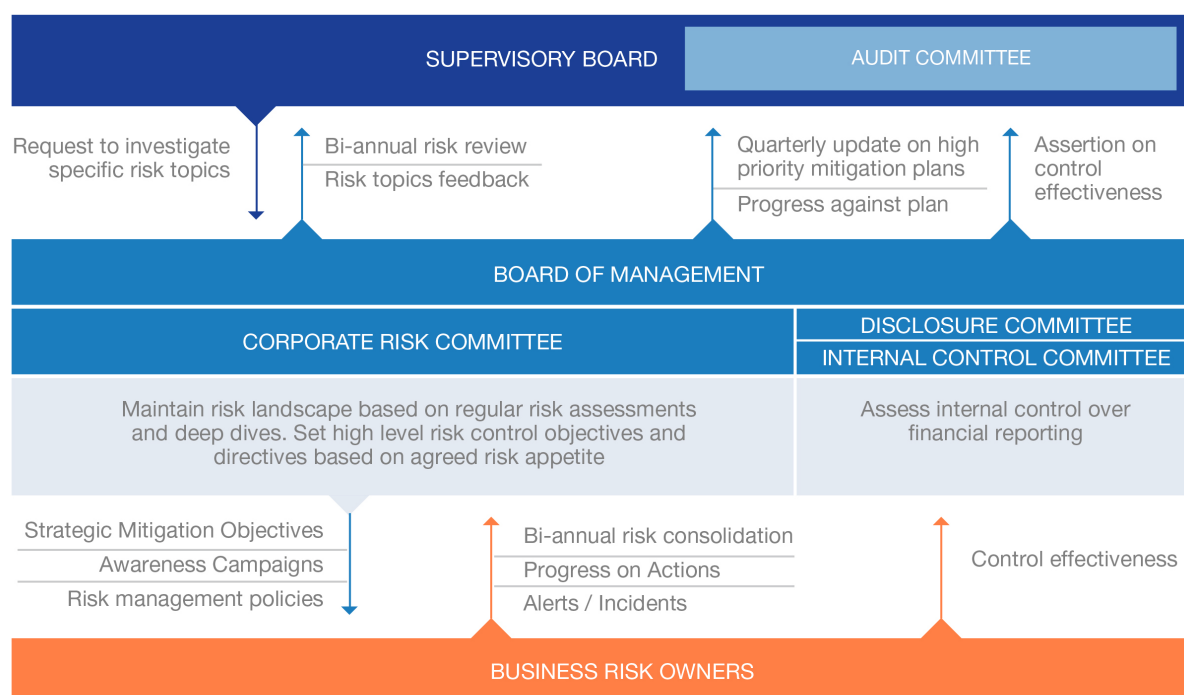 SUPERVISORY BOARD
AUDIT COMMITTEE
Request to investigate
specific risk topics
Bi-annual risk review
Risk topics feedback
Quarterly update on high
priority mitigation plans
Progress against plan
Assertion on
control
effectiveness
BOARD OF MANAGEMENT
CORPORATE RISK COMMITTEE
DISCLOSURE COMMITTEE
INTERNAL CONTROL COMMITTEE
Maintain risk landscape based on regular risk assessments
and deep dives. Set high level risk control objectives and
directives based on agreed risk appetite
Assess internal control over
financial reporting
Strategic Mitigation Objectives
Awareness Campaigns
Risk management policies
Bi-annual risk consolidation
Progress on Actions
Alerts / Incidents
Control effectiveness
BUSINESS RISK OWNERS